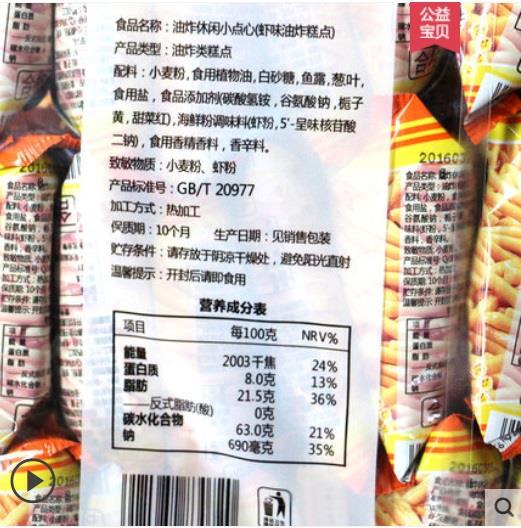 公益
宝贝
食品名称: 油炸休闲小点心(虾味油炸糕点)
产品类型: 油炸类糕点
配料: 小麦粉,食用植物油,白砂糖,鱼露,葱叶,
食用盐, 食品添加剂(碳酸氢铵, 谷氨酸钠, 栀子
黄, 甜菜红),海鲜粉调味料(虾粉, 5'-呈味核苷酸
二钠), 食用香精香料, 香辛料。
致敏物质: 小麦粉、虾粉
产品标准号: GB/T 20977
加工方式: 热加工
保质期: 10个月 生产日期: 见销售包装
贮存条件: 请存放于阴凉干燥处, 避免阳光直射
温馨提示: 开封后请即食用
营养成分表
项目 每100克 NRV%
能量 2003千焦 24%
蛋白质 8.0克 13%
脂肪 21.5克 36%
——反式脂肪(酸) 0克
碳水化合物 63.0克 21%
钠 690毫克 35%